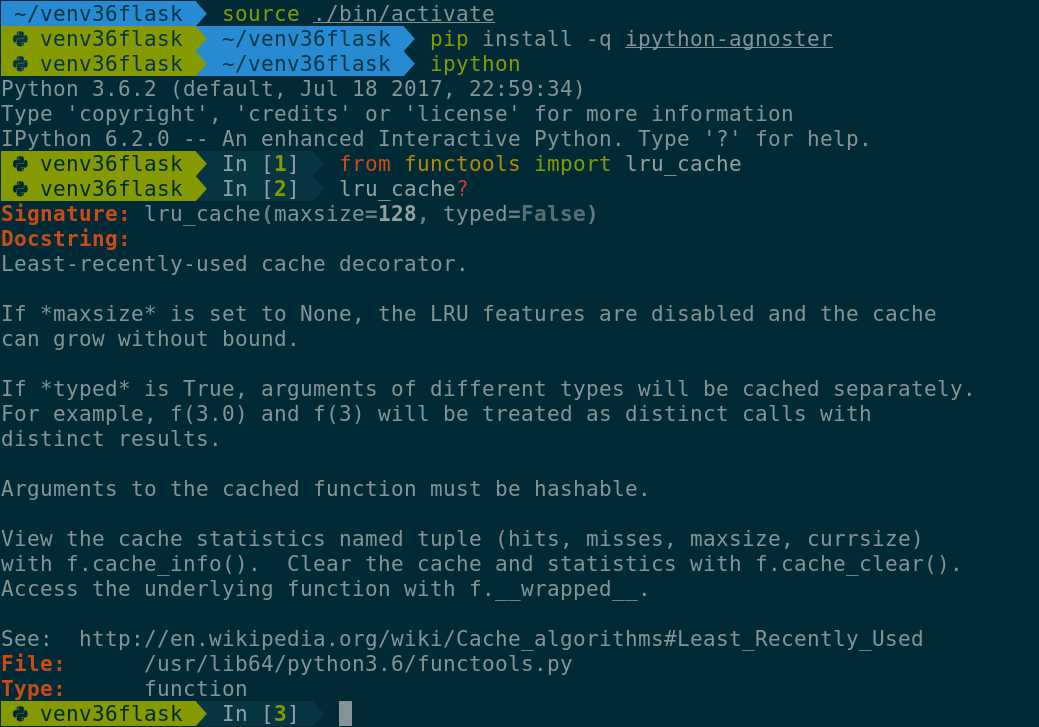 ~/venv36flask source ./bin/activate
venv36flask ~/venv36flask pip install -q ipython-agnoster
venv36flask ~/venv36flask ipython
Python 3.6.2 (default, Jul 18 2017, 22:59:34)
Type 'copyright', 'credits' or 'license' for more information
IPython 6.2.0 -- An enhanced Interactive Python. Type '?' for help.
venv36flask In [1] from functools import lru_cache
venv36flask In [2] lru_cache?
Signature: lru_cache(maxsize=128, typed=False)
Docstring:
Least-recently-used cache decorator.

If *maxsize* is set to None, the LRU features are disabled and the cache
can grow without bound.

If *typed* is True, arguments of different types will be cached separately.
For example, f(3.0) and f(3) will be treated as distinct calls with
distinct results.

Arguments to the cached function must be hashable.

View the cache statistics named tuple (hits, misses, maxsize, currsize)
with f.cache_info().  Clear the cache and statistics with f.cache_clear().
Access the underlying function with f.__wrapped__.

See:  http://en.wikipedia.org/wiki/Cache_algorithms#Least_Recently_Used
File:      /usr/lib64/python3.6/functools.py
Type:      function
venv36flask In [3]